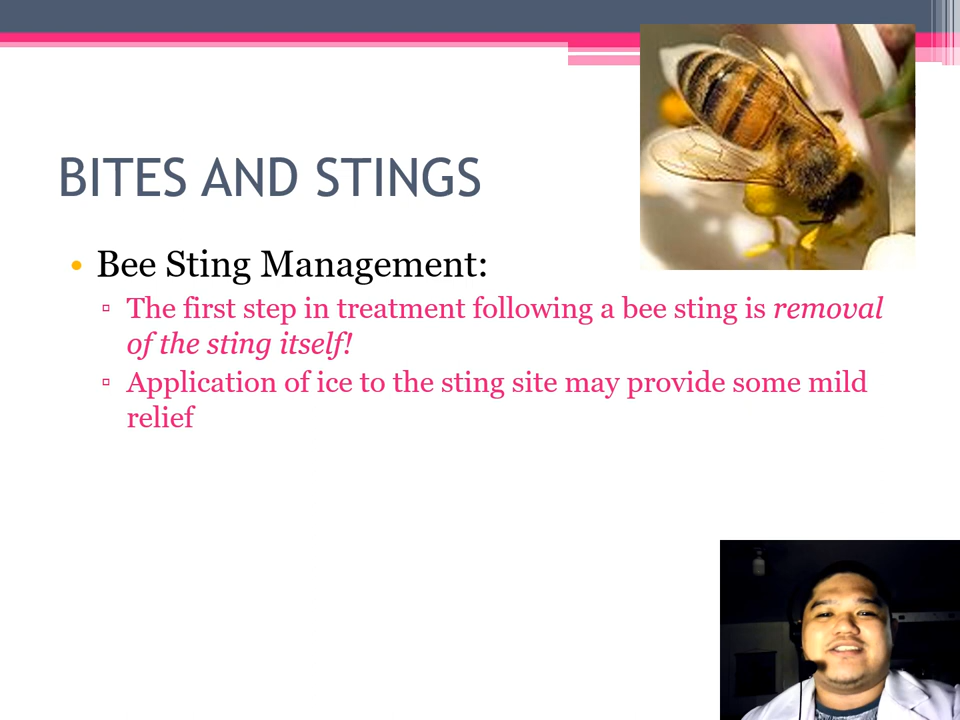 BITES AND STINGS
• Bee Sting Management:
▫ The first step in treatment following a bee sting is removal
of the sting itself!
▫ Application of ice to the sting site may provide some mild
relief